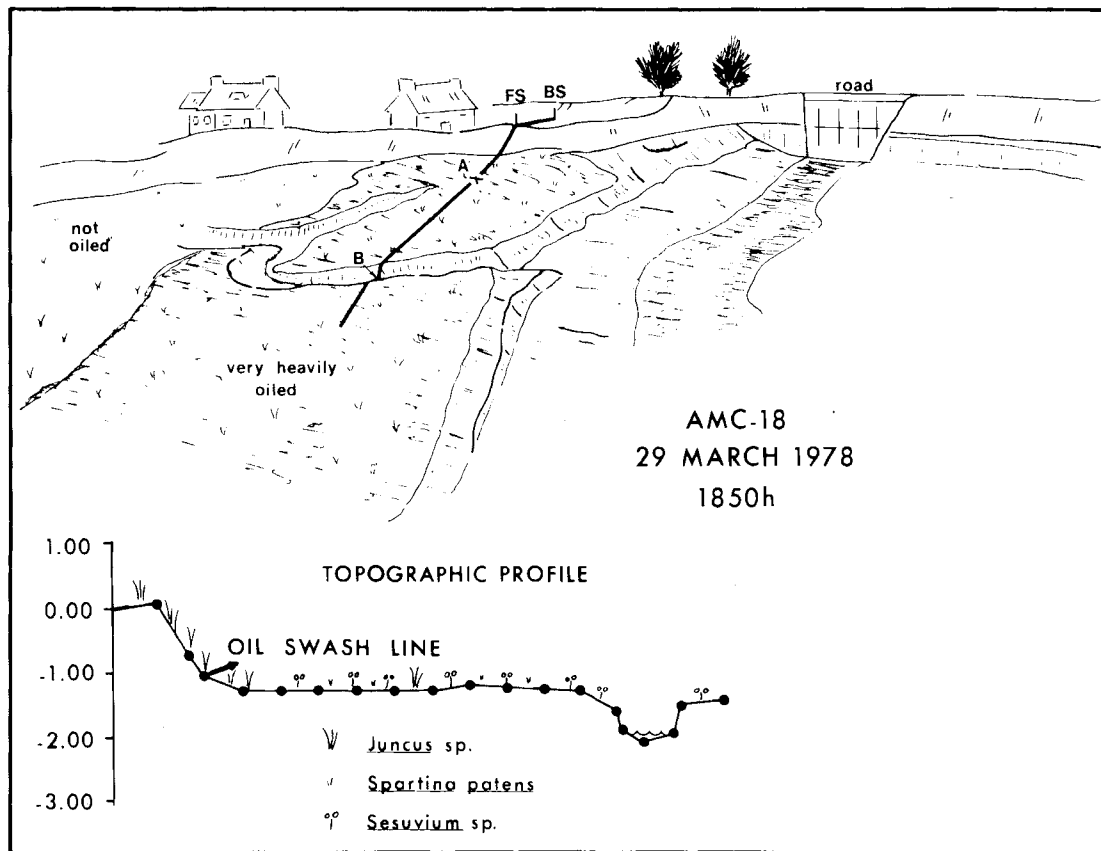 FS BS
road
A
not
oiled
B
very heavily
oiled
AMC-18
29 MARCH 1978
1850h
1.00
TOPOGRAPHIC PROFILE
0.00
OIL SWASH LINE
-1.00
-2.00
Juncus sp.
Spartina patens
-3.00
Sesuvium sp.